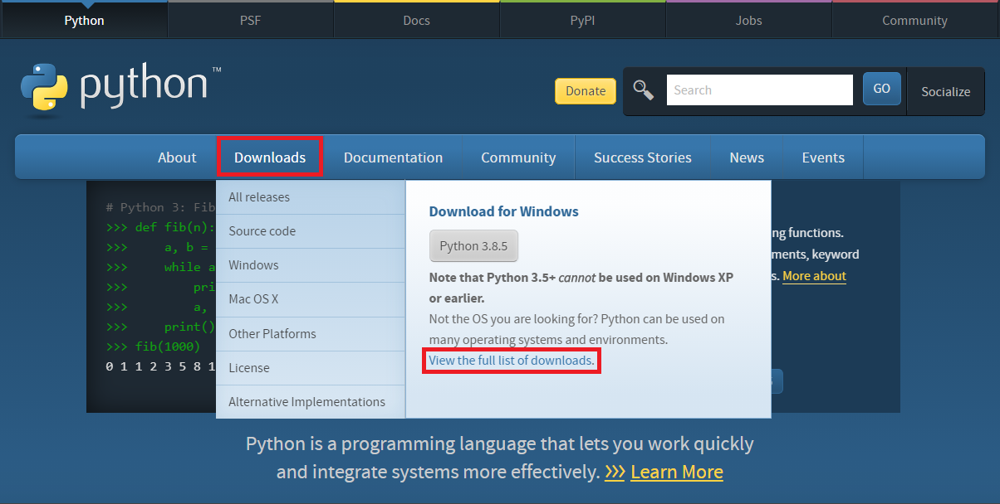 Python
PSF
Docs
PyPI
Jobs
Community
python™
Donate
Search
GO
Socialize
About
Downloads
Documentation
Community
Success Stories
News
Events
# Python 3: Fib
>>> def fib(n):
>>>     a, b =
>>>     while a
>>>         pri
>>>         a,
>>>     print()
>>> fib(1000)
0 1 1 2 3 5 8 1
All releases
Source code
Windows
Mac OS X
Other Platforms
License
Alternative Implementations
Download for Windows
Python 3.8.5
Note that Python 3.5+ cannot be used on Windows XP
or earlier.
Not the OS you are looking for? Python can be used on
many operating systems and environments.
View the full list of downloads.
ng functions.
ments, keyword
s. More about
Python is a programming language that lets you work quickly
and integrate systems more effectively. >>> Learn More